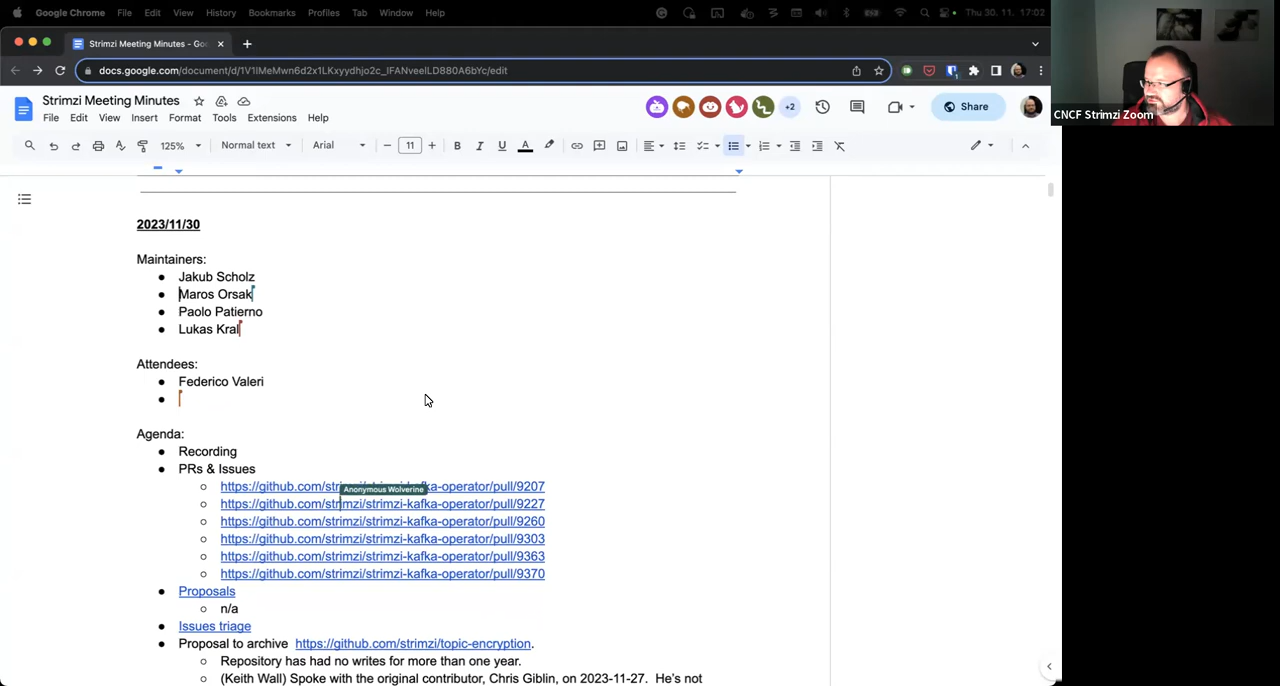 Google Chrome File Edit View History Bookmarks Profiles Tab Window Help Thu 30. 11. 17:02
Strimzi Meeting Minutes - Goo
docs.google.com/document/d/1V1lMeMwn6d2x1LKxyydhjo2c_lFANveelLD880A6bYc/edit
Strimzi Meeting Minutes
+2
Share
File Edit View Insert Format Tools Extensions Help
125% Normal text Arial 11
CNCF Strimzi Zoom
2023/11/30
Maintainers:
Jakub Scholz
Maros Orsak
Paolo Patierno
Lukas Kral
Attendees:
Federico Valeri
Agenda:
Recording
PRs & Issues
https://github.com/strimzi/strimzi-kafka-operator/pull/9207
Anonymous Wolverine
https://github.com/strimzi/strimzi-kafka-operator/pull/9227
https://github.com/strimzi/strimzi-kafka-operator/pull/9260
https://github.com/strimzi/strimzi-kafka-operator/pull/9303
https://github.com/strimzi/strimzi-kafka-operator/pull/9363
https://github.com/strimzi/strimzi-kafka-operator/pull/9370
Proposals
n/a
Issues triage
Proposal to archive https://github.com/strimzi/topic-encryption.
Repository has had no writes for more than one year.
(Keith Wall) Spoke with the original contributor, Chris Giblin, on 2023-11-27. He's not